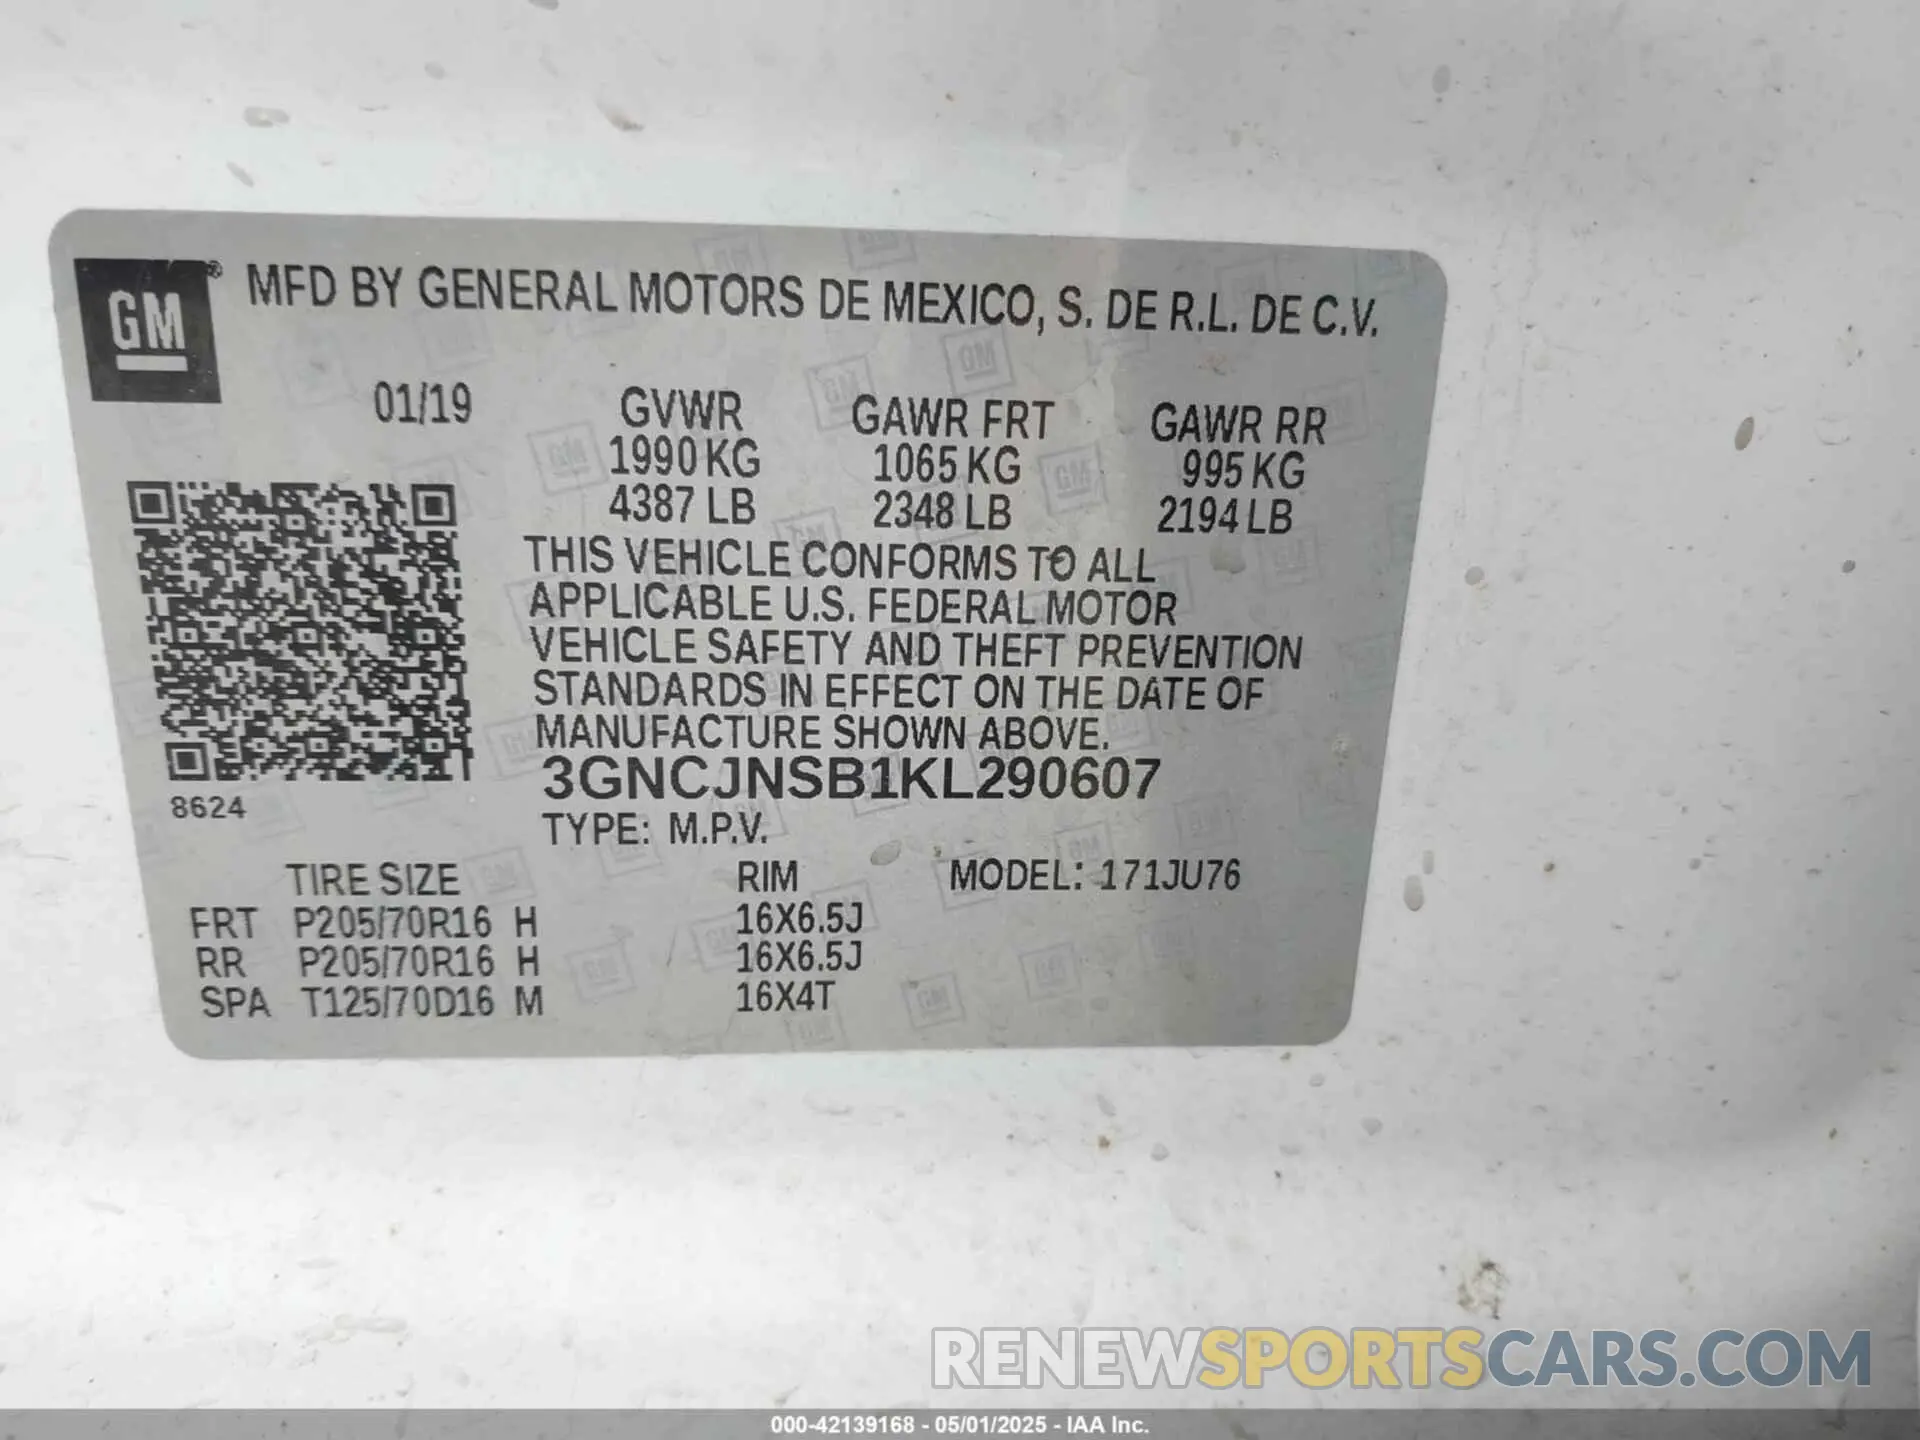 GM® MFD BY GENERAL MOTORS DE MEXICO, S. DE R.L. DE C.V.
01/19 GVWR GAWR FRT GAWR RR
1990 KG 1065 KG 995 KG
4387 LB 2348 LB 2194 LB
THIS VEHICLE CONFORMS TO ALL
APPLICABLE U.S. FEDERAL MOTOR
VEHICLE SAFETY AND THEFT PREVENTION
STANDARDS IN EFFECT ON THE DATE OF
MANUFACTURE SHOWN ABOVE.
3GNCJNSB1KL290607
8624
TYPE: M.P.V.
TIRE SIZE RIM MODEL: 171JU76
FRT P205/70R16 H 16X6.5J
RR P205/70R16 H 16X6.5J
SPA T125/70D16 M 16X4T
RENEWSPORTSCARS.COM
000-42139168 - 05/01/2025 - IAA Inc.